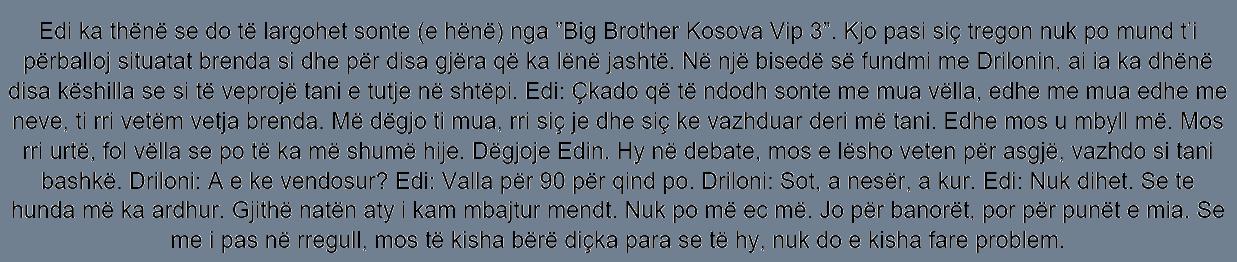 Edi ka thënë se do të largohet sonte (e hënë) nga "Big Brother Kosova Vip 3". Kjo pasi siç tregon nuk po mund t'i
përballoj situatat brenda si dhe për disa gjëra që ka lënë jashtë. Në një bisedë së fundmi me Drilonin, ai ia ka dhënë
disa këshilla se si të veprojë tani e tutje në shtëpi. Edi: Çkado që të ndodh sonte me mua vëlla, edhe me mua edhe me
neve, ti rri vetëm vetja brenda. Më dëgjo ti mua, rri siç je dhe siç ke vazhduar deri më tani. Edhe mos u mbyll më. Mos
rri urtë, fol vëlla se po të ka më shumë hije. Dëgjoje Edin. Hy në debate, mos e lësho veten për asgjë, vazhdo si tani
bashkë. Driloni: A e ke vendosur? Edi: Valla për 90 për qind po. Driloni: Sot, a nesër, a kur. Edi: Nuk dihet. Se te
hunda më ka ardhur. Gjithë natën aty i kam mbajtur mendt. Nuk po më ec më. Jo për banorët, por për punët e mia. Se
me i pas në rregull, mos të kisha bërë diçka para se të hy, nuk do e kisha fare problem.